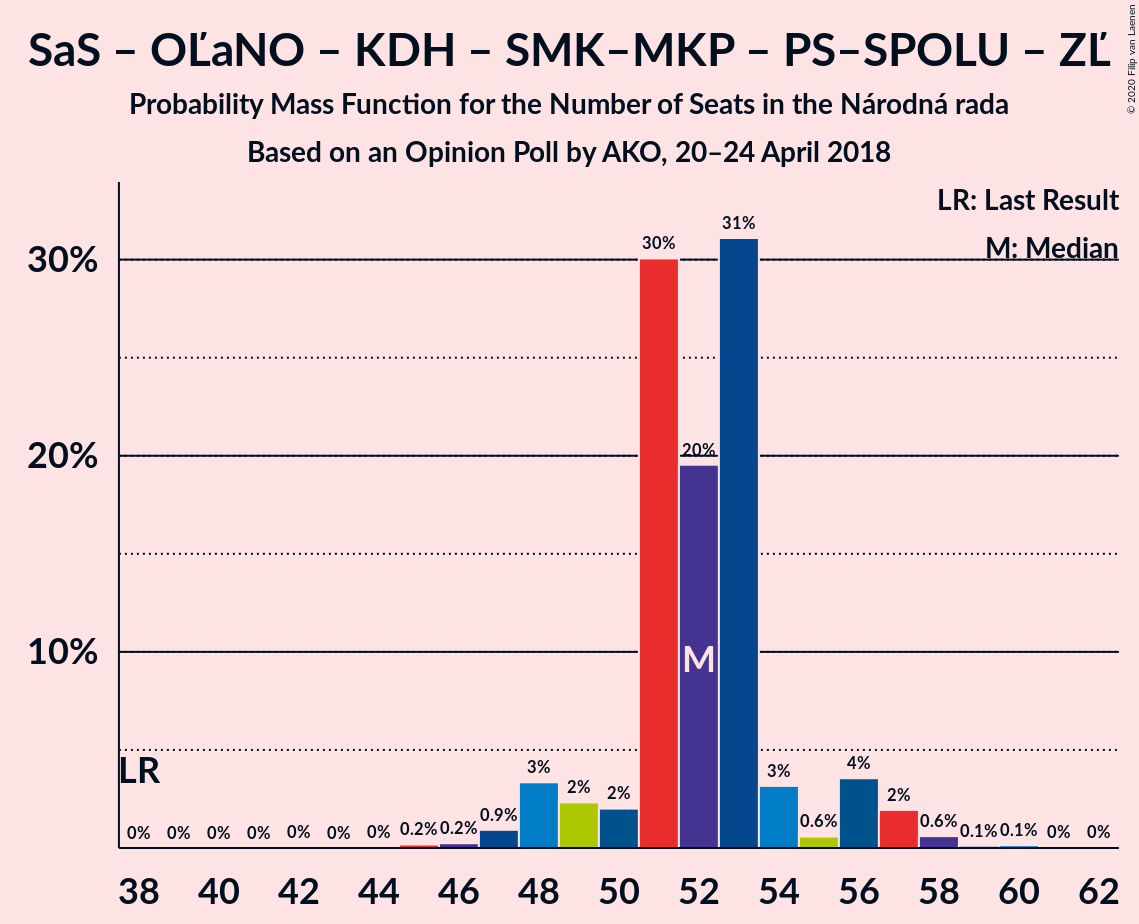 SaS – OĽaNO – KDH – SMK–MKP – PS–SPOLU – ZĽ
Probability Mass Function for the Number of Seats in the Národná rada
Based on an Opinion Poll by AKO, 20–24 April 2018
© 2020 Filip van Laenen
LR: Last Result
M: Median
30%
20%
10%
LR
M
0% 0% 0% 0% 0% 0% 0% 0.2% 0.2% 0.9% 3% 2% 2% 30% 20% 31% 3% 0.6% 4% 2% 0.6% 0.1% 0.1% 0% 0%
38 40 42 44 46 48 50 52 54 56 58 60 62